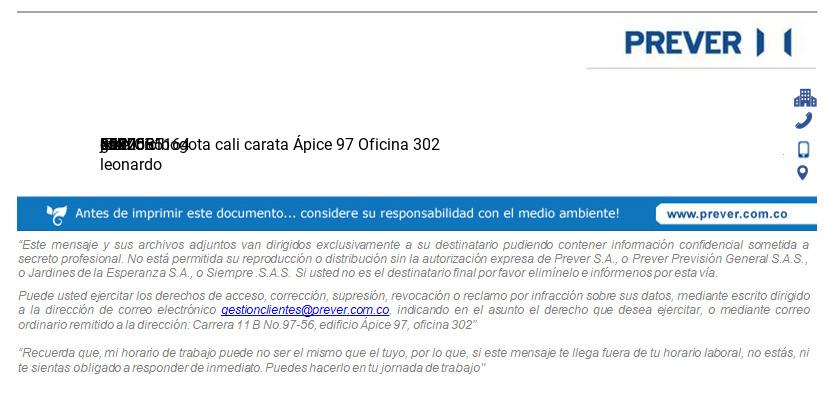 PREVER
bogota cali carata Ápice 97 Oficina 302
leonardo
Antes de imprimir este documento... considere su responsabilidad con el medio ambiente!
www.prever.com.co
“Este mensaje y sus archivos adjuntos van dirigidos exclusivamente a su destinatario pudiendo contener información confidencial sometida a
secreto profesional. No está permitida su reproducción o distribución sin la autorización expresa de Prever S.A., o Prever Previsión General S.A.S.,
o Jardines de la Esperanza S.A., o Siempre .S.A.S. Si usted no es el destinatario final por favor elimínelo e infórmenos por esta vía.
Puede usted ejercitar los derechos de acceso, corrección, supresión, revocación o reclamo por infracción sobre sus datos, mediante escrito dirigido
a la dirección de correo electrónico gestionclientes@prever.com.co, indicando en el asunto el derecho que desea ejercitar, o mediante correo
ordinario remitido a la dirección: Carrera 11 B No.97-56, edificio Ápice 97, oficina 302”
“Recuerda que, mi horario de trabajo puede no ser el mismo que el tuyo, por lo que, si este mensaje te llega fuera de tu horario laboral, no estás, ni
te sientas obligado a responder de inmediato. Puedes hacerlo en tu jornada de trabajo"